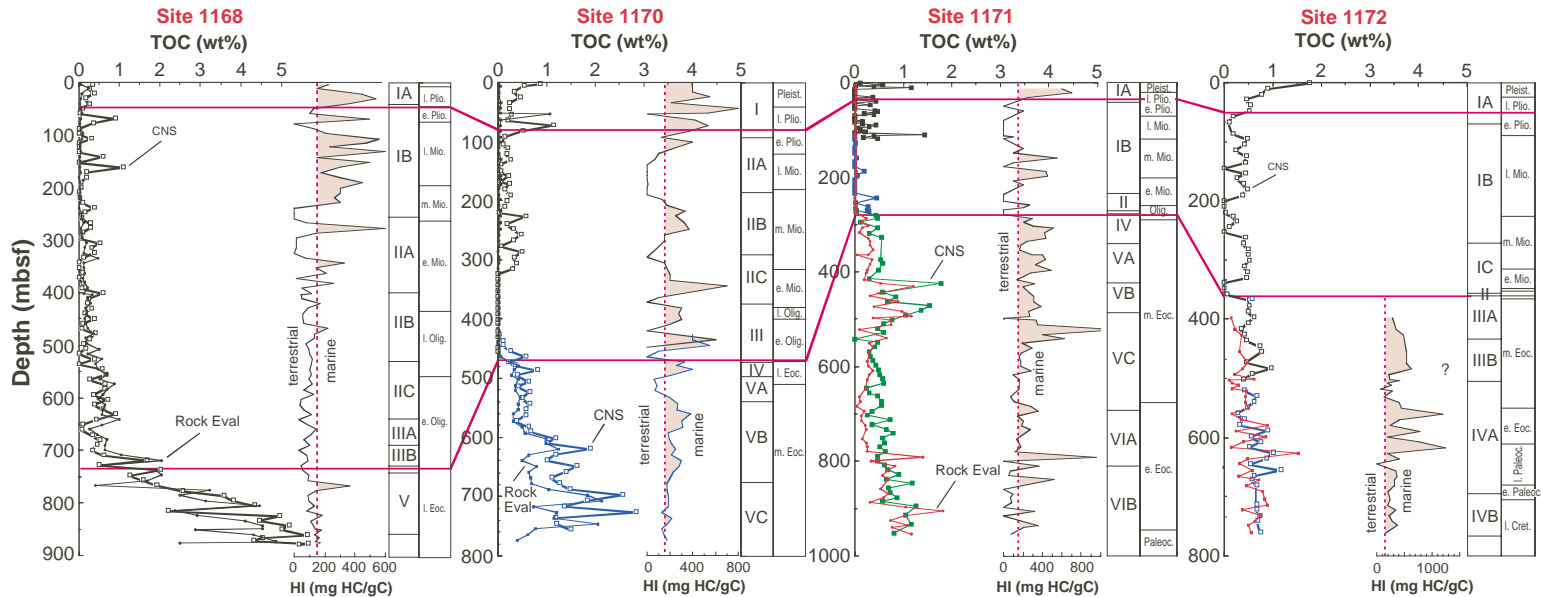 Site 1168
TOC (wt%)
0 1 2 3 4 5
Site 1170
TOC (wt%)
0 1 2 3 4 5
Site 1171
TOC (wt%)
0 1 2 3 4 5
Site 1172
TOC (wt%)
0 1 2 3 4 5
Depth (mbsf)
0
100
200
300
400
500
600
700
800
900
CNS
Rock Eval
terrestrial
marine
0 200 400 600
HI (mg HC/gC)
IA
IB
IIA
IIB
IIC
IIIA
IIIB
V
l. Plio.
e. Plio.
l. Mio.
m. Mio.
e. Mio.
l. Olig.
e. Olig.
l. Eoc.
0
100
200
300
400
500
600
700
800
CNS
Rock
Eval
terrestrial
marine
0 400 800
HI (mg HC/gC)
I
IIA
IIB
IIC
III
IV
VA
VB
VC
Pleist.
l. Plio.
e. Plio.
l. Mio.
m. Mio.
e. Mio.
l. Olig.
e. Olig.
l. Eoc.
m. Eoc.
0
200
400
600
800
1000
CNS
Rock Eval
terrestrial
marine
0 400 800
HI (mg HC/gC)
IA
IB
II
IV
VA
VB
VC
VIA
VIB
Pleist.
l. Plio.
e. Plio.
l. Mio.
m. Mio.
e. Mio.
Olig.
m. Eoc.
e. Eoc.
Paleoc.
0
200
400
600
800
CNS
?
terrestrial
marine
0 1000
HI (mg HC/gC)
IA
IB
IC
II
IIIA
IIIB
IVA
IVB
Pleist.
l. Plio.
e. Plio.
l. Mio.
m. Mio.
e. Mio.
m. Eoc.
e. Eoc.
l. Paleoc.
e. Paleoc.
l. Cret.